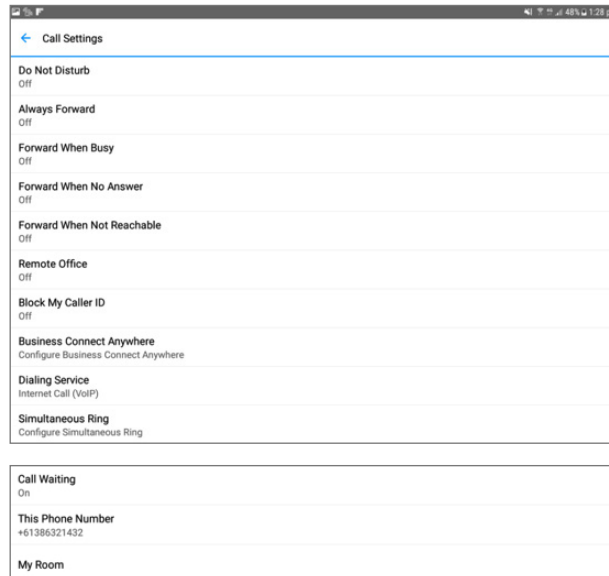 48% 1:28 p
Call Settings
Do Not Disturb
Off
Always Forward
Off
Forward When Busy
Off
Forward When No Answer
Off
Forward When Not Reachable
Off
Remote Office
Off
Block My Caller ID
Off
Business Connect Anywhere
Configure Business Connect Anywhere
Dialing Service
Internet Call (VoIP)
Simultaneous Ring
Configure Simultaneous Ring
Call Waiting
On
This Phone Number
+61386321432
My Room